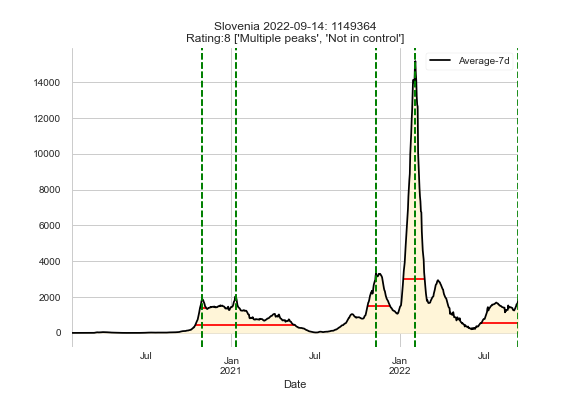 Slovenia 2022-09-14: 1149364
Rating:8 ['Multiple peaks', 'Not in control']
Average-7d
14000
12000
10000
8000
6000
4000
2000
0
Jul
Jan
2021
Jul
Jan
2022
Jul
Date